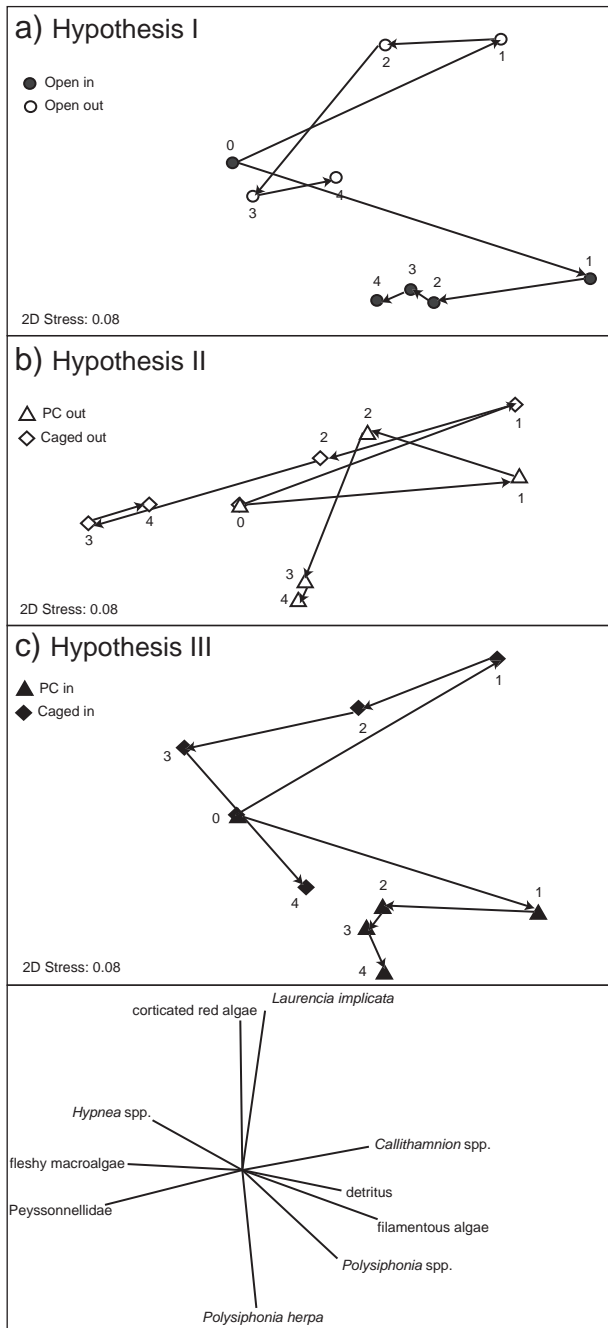 a) Hypothesis I
Open in
Open out
0
1
2
3
4
1
2
3
4
2D Stress: 0.08
b) Hypothesis II
PC out
Caged out
0
1
2
3
4
1
2
3
4
2D Stress: 0.08
c) Hypothesis III
PC in
Caged in
0
1
2
3
4
1
2
3
4
2D Stress: 0.08
Laurencia implicata
corticated red algae
Hypnea spp.
Callithamnion spp.
fleshy macroalgae
detritus
Peyssonnellidae
filamentous algae
Polysiphonia spp.
Polysiphonia herpa